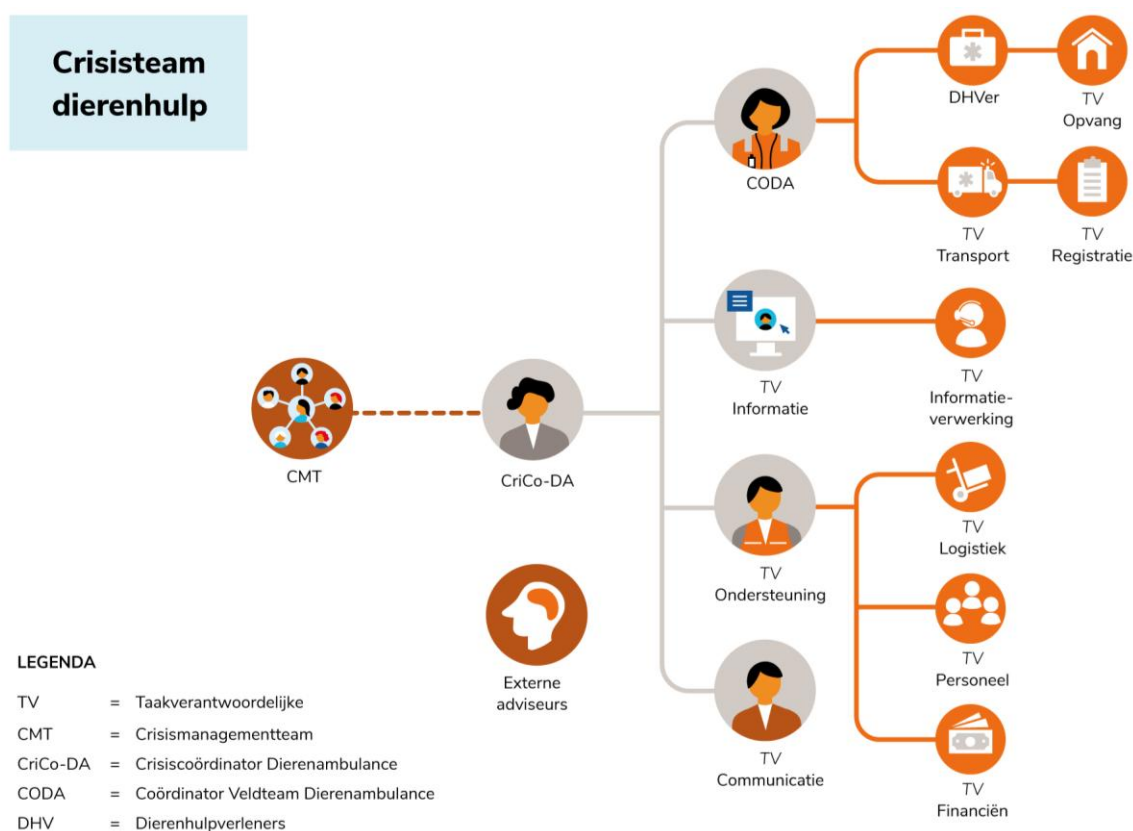 Crisisteam
dierenhulp
DHVer
TV
Opvang
CODA
TV
Transport
TV
Registratie
TV
Informatie
TV
Informatie-
verwerking
CMT
CriCo-DA
TV
Ondersteuning
TV
Logistiek
TV
Personeel
Externe
adviseurs
TV
Communicatie
TV
Financiën
LEGENDA
TV = Taakverantwoordelijke
CMT = Crisismanagementteam
CriCo-DA = Crisiscoördinator Dierenambulance
CODA = Coördinator Veldteam Dierenambulance
DHV = Dierenhulpverleners